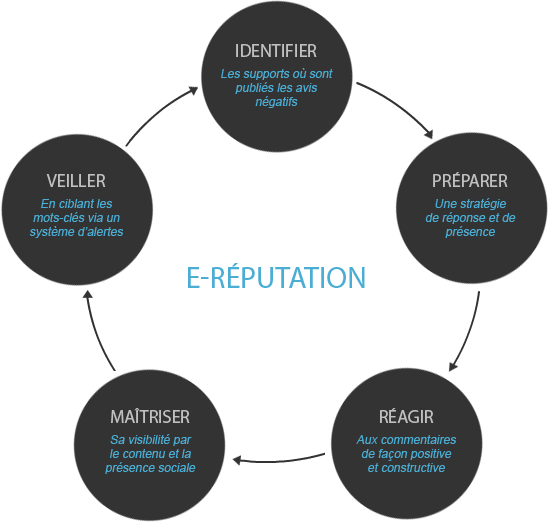 IDENTIFIER
Les supports où sont
publiés les avis
négatifs
VEILLER
En ciblant les
mots-clés via un
système d'alertes
PRÉPARER
Une stratégie
de réponse et de
présence
E-RÉPUTATION
MAÎTRISER
Sa visibilité par
le contenu et la
présence sociale
RÉAGIR
Aux commentaires
de façon positive
et constructive